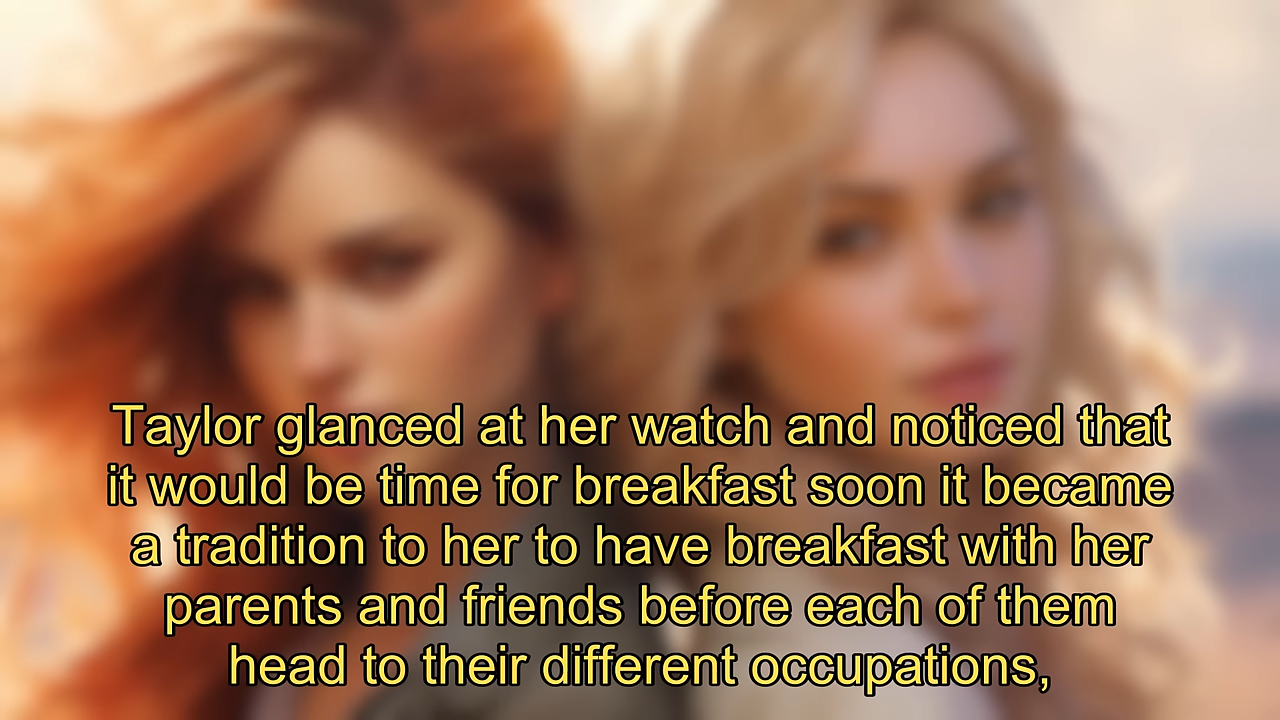 Taylor glanced at her watch and noticed that
it would be time for breakfast soon it became
a tradition to her to have breakfast with her
parents and friends before each of them
head to their different occupations,